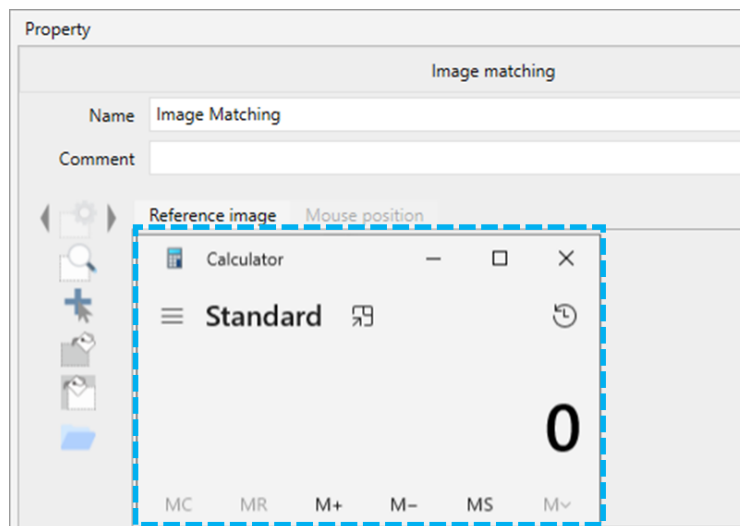 Property
Image matching
Name Image Matching
Comment
Reference image Mouse position
Calculator
Standard
0
MC MR M+ M− MS M˅